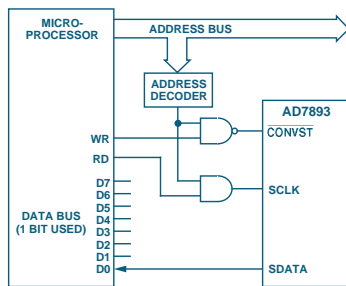 MICRO-
PROCESSOR
ADDRESS BUS
ADDRESS
DECODER
AD7893
CONVST
WR
RD
SCLK
D7
D6
D5
D4
D3
D2
D1
D0
DATA BUS
(1 BIT USED)
SDATA